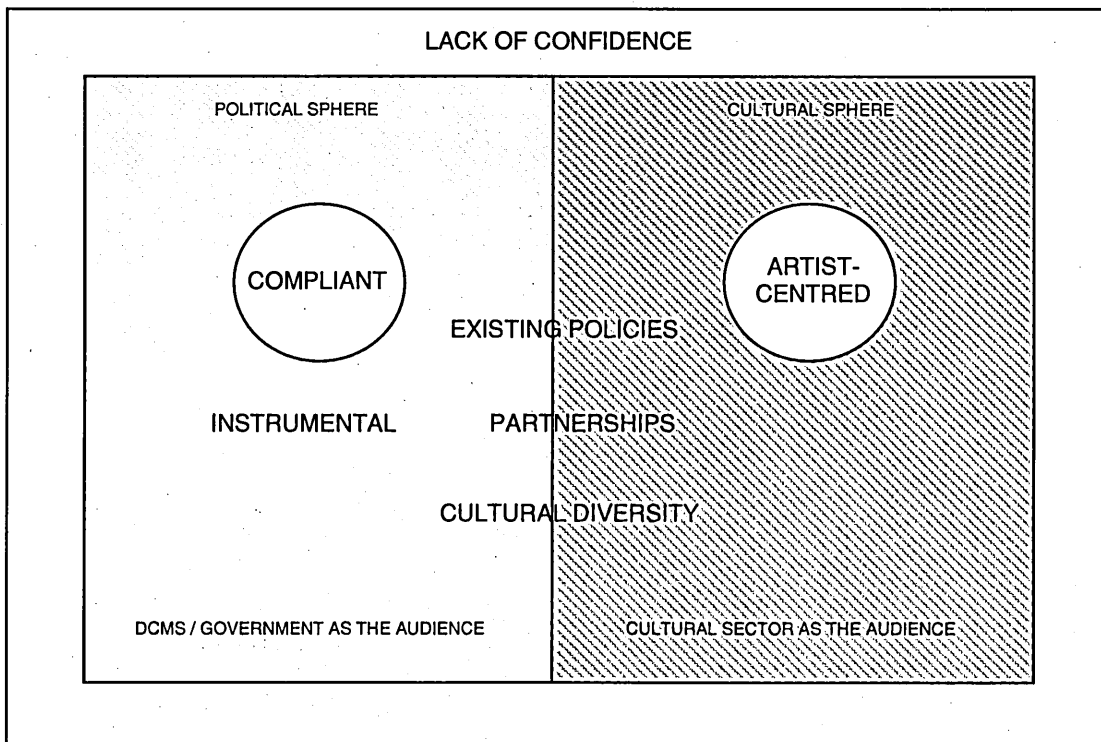 LACK OF CONFIDENCE
POLITICAL SPHERE
CULTURAL SPHERE
COMPLIANT
ARTIST-
CENTRED
EXISTING POLICIES
INSTRUMENTAL
PARTNERSHIPS
CULTURAL DIVERSITY
DCMS / GOVERNMENT AS THE AUDIENCE
CULTURAL SECTOR AS THE AUDIENCE